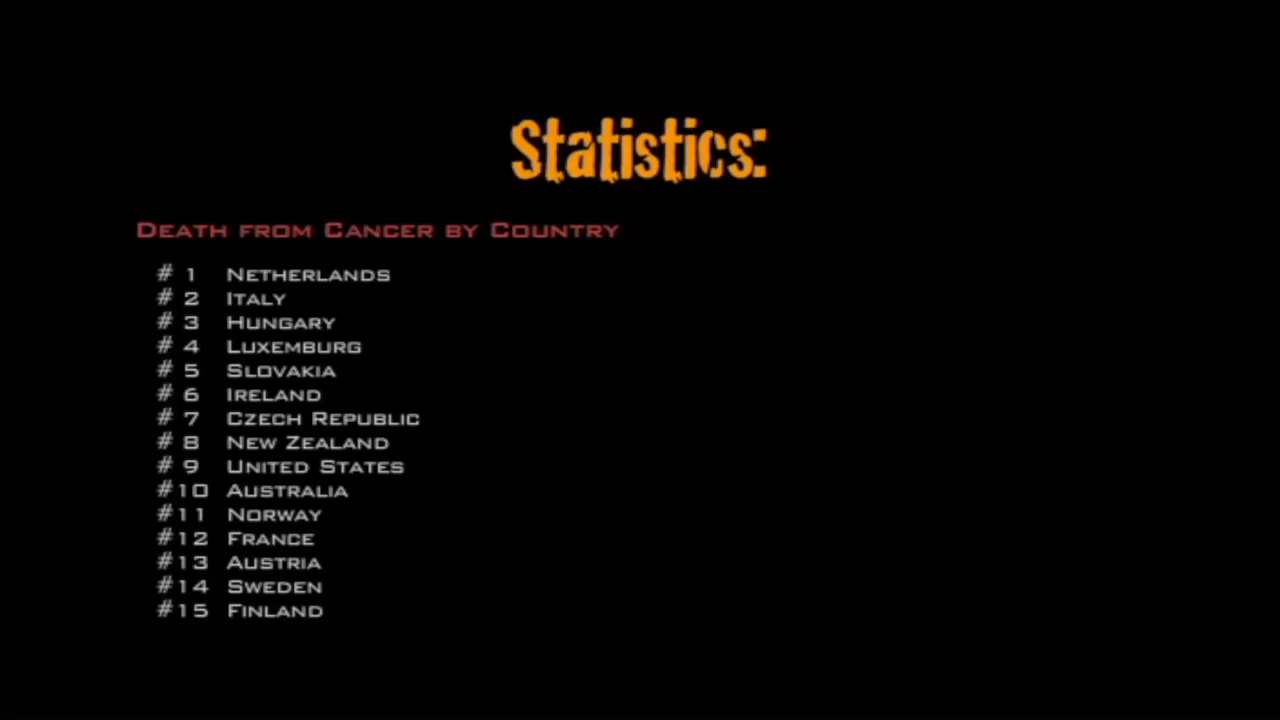 Statistics:
Death from Cancer by Country
# 1 Netherlands
# 2 Italy
# 3 Hungary
# 4 Luxemburg
# 5 Slovakia
# 6 Ireland
# 7 Czech Republic
# 8 New Zealand
# 9 United States
#10 Australia
#11 Norway
#12 France
#13 Austria
#14 Sweden
#15 Finland